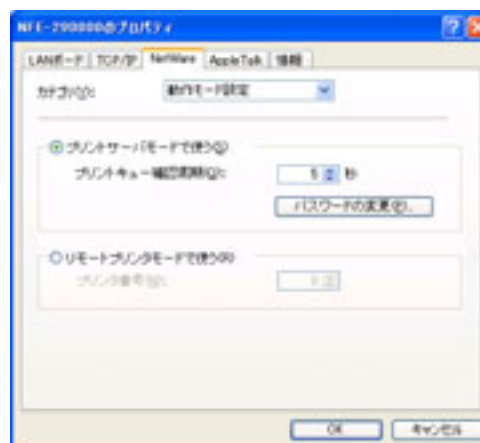 NFE-290000のプロパティ
LANボード TCP/IP NetWare AppleTalk 情報
カテゴリ(C): 動作モード設定
プリントサーバモードで使う(S)
プリントキュー確認周期(Q): 5 秒
パスワードの変更(P)...
リモートプリンタモードで使う(R)
プリンタ番号(N): 0
OK キャンセル